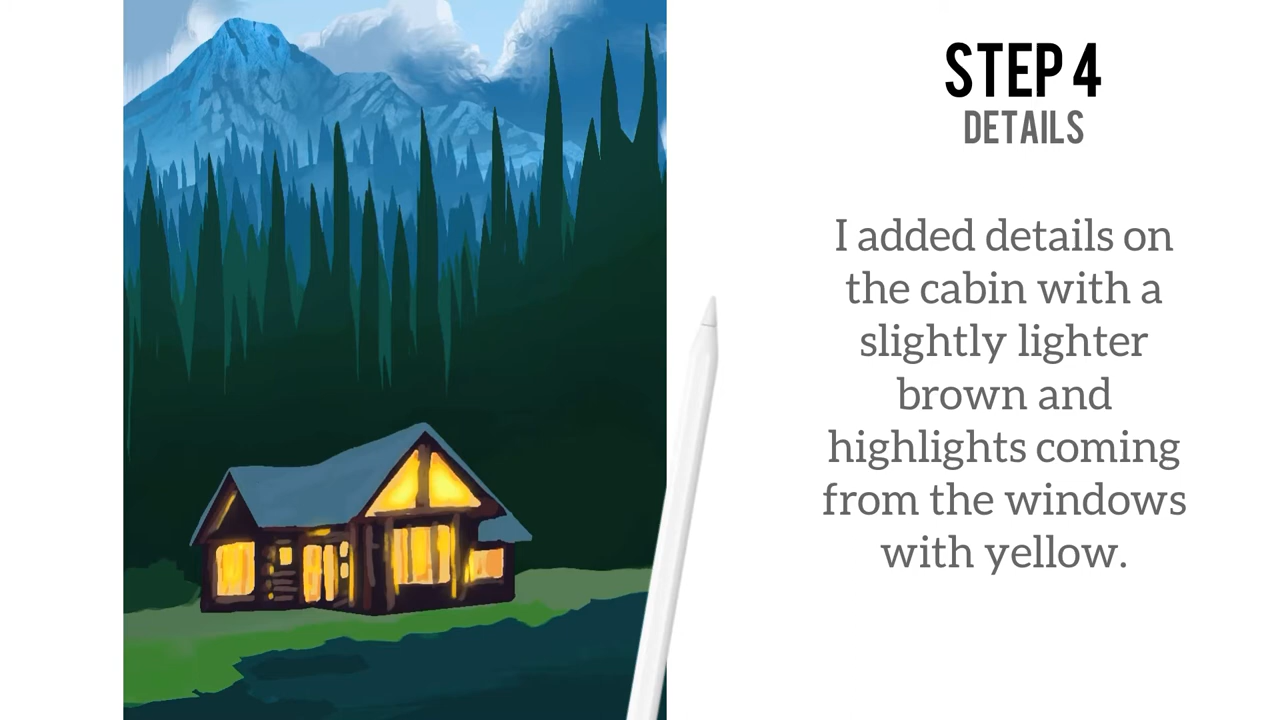 STEP 4
DETAILS
I added details on
the cabin with a
slightly lighter
brown and
highlights coming
from the windows
with yellow.